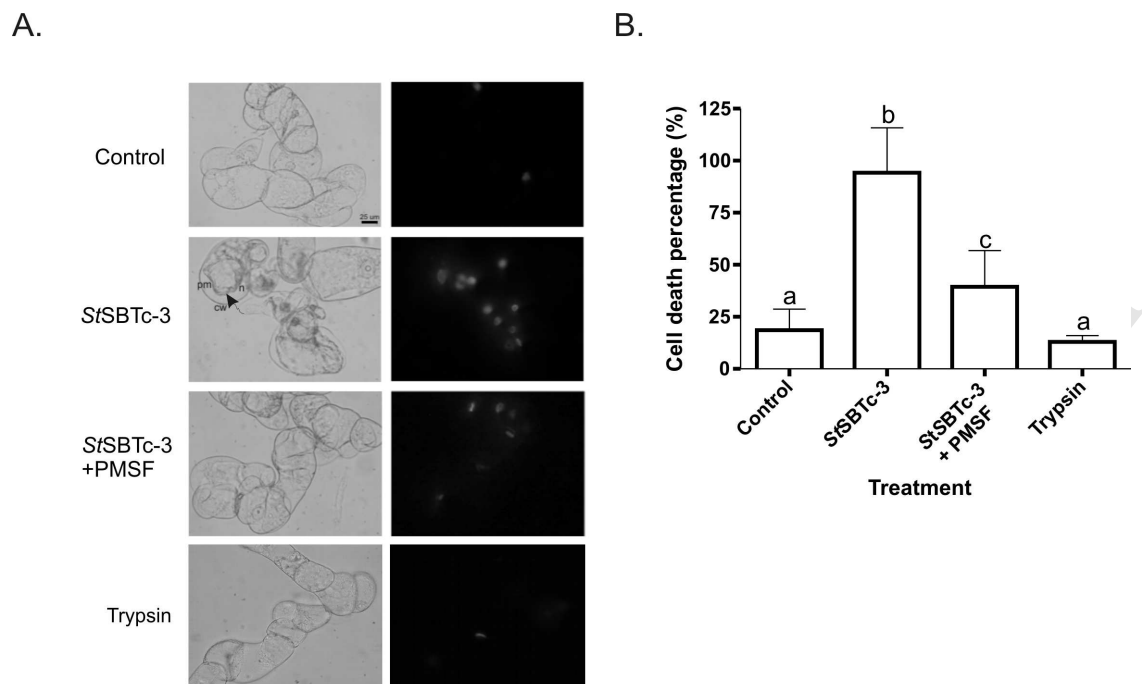 A.
Control
25 um
StSBTc-3
pm
n
cw
StSBTc-3
+PMSF
Trypsin
B.
Cell death percentage (%)
125
100
75
50
25
0
a
b
c
a
Control
StSBTc-3
StSBTc-3
+ PMSF
Trypsin
Treatment